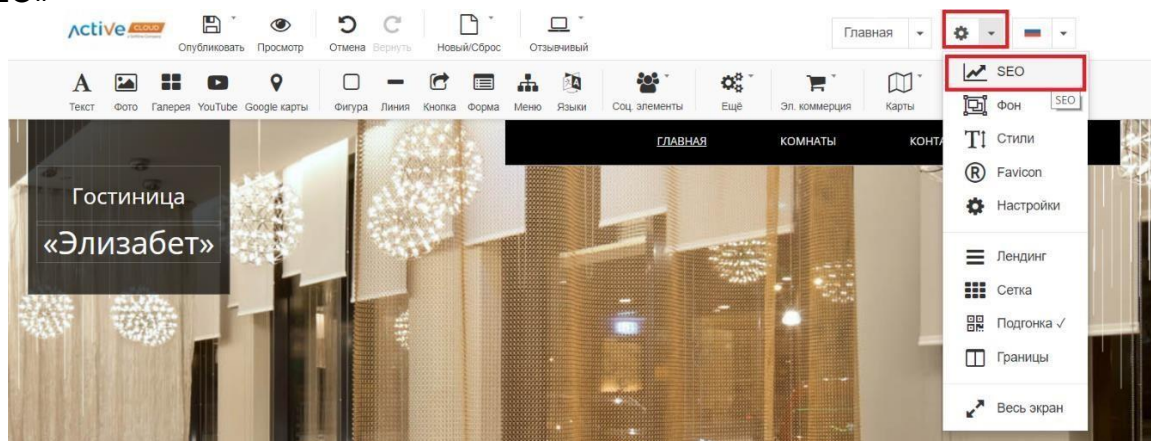 ЕО»
Active CLOUD
Опубликовать Просмотр Отмена Вернуть Новый/Сброс Отзывчивый
Главная
Текст Фото Галерея YouTube Google карты Фигура Линия Кнопка Форма Меню Языки Соц. элементы Ещё Эл. коммерция Карты
SEO
SEO
Фон
Стили
Favicon
Настройки
Лендинг
Сетка
Подгонка ✓
Границы
Весь экран
ГЛАВНАЯ КОМНАТЫ КОНТА
Гостиница
«Элизабет»